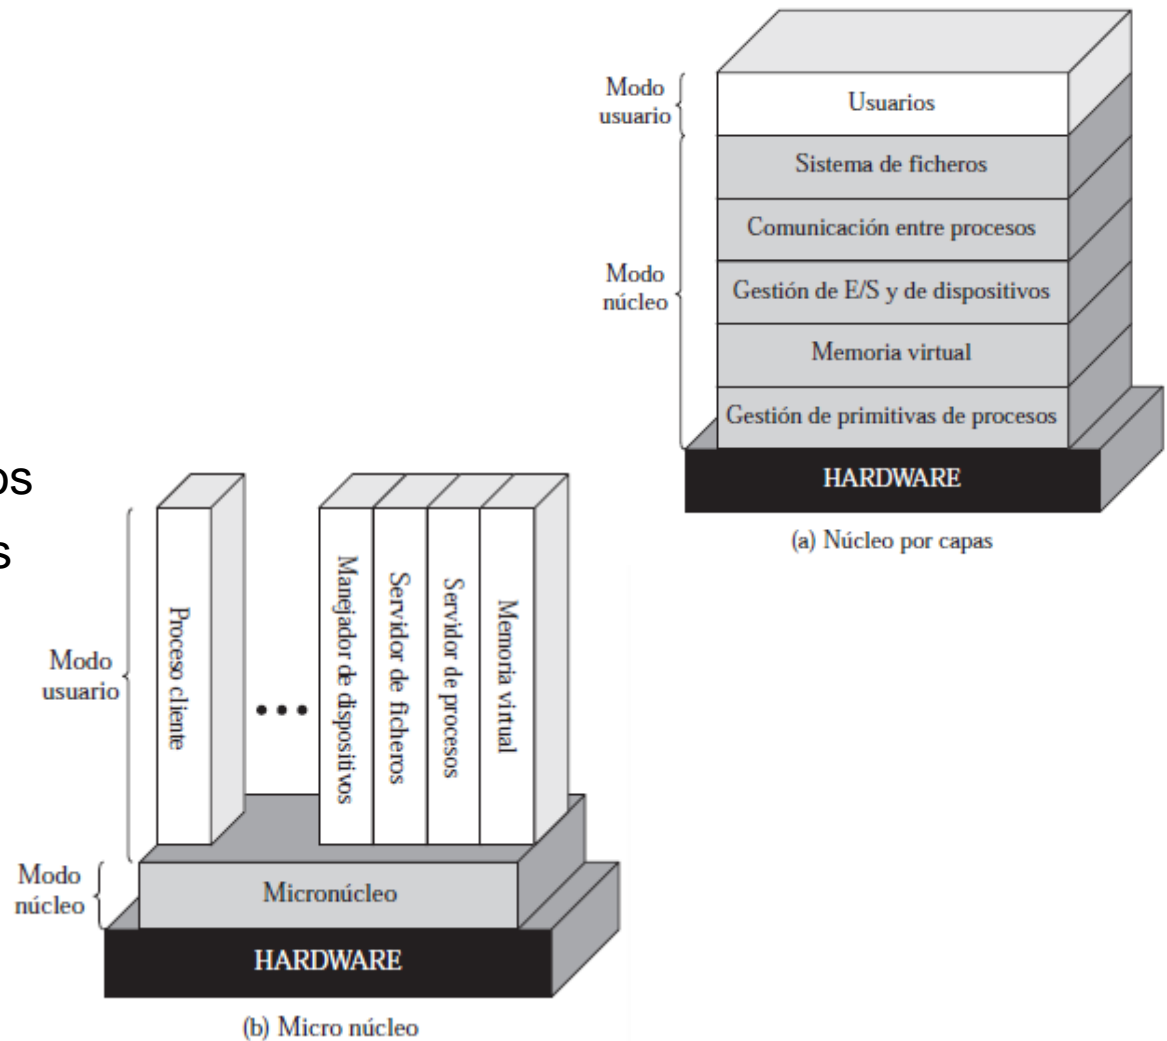 Modo
usuario
Usuarios
Sistema de ficheros
Comunicación entre procesos
Modo
núcleo
Gestión de E/S y de dispositivos
Memoria virtual
Gestión de primitivas de procesos
HARDWARE
(a) Núcleo por capas
os
s
Modo
usuario
Proceso cliente
...
Manejador de dispositivos
Servidor de ficheros
Servidor de procesos
Memoria virtual
Modo
núcleo
Micronúcleo
HARDWARE
(b) Micro núcleo